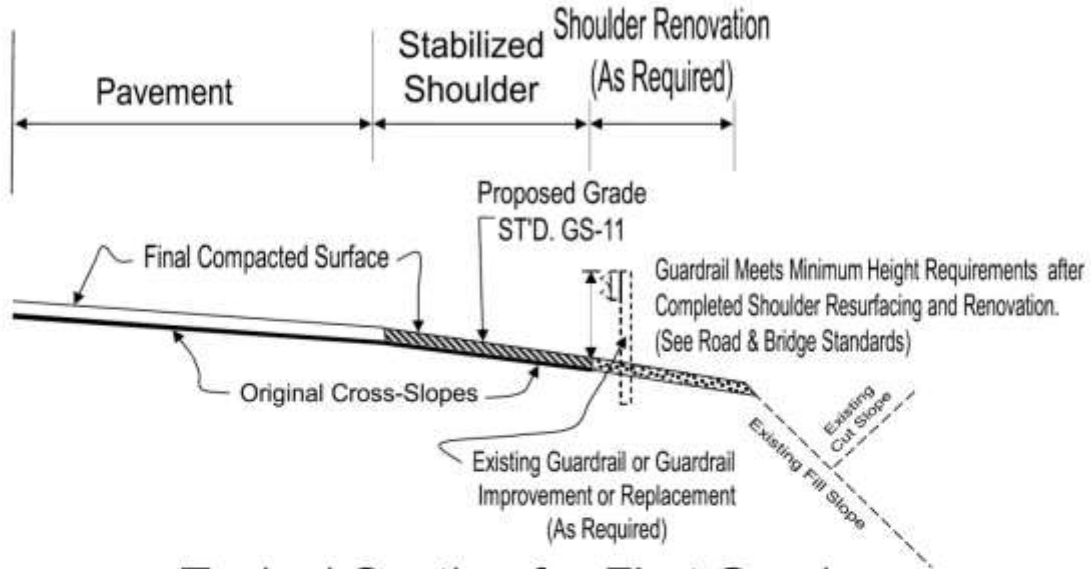 Pavement
Stabilized
Shoulder
Shoulder Renovation
(As Required)
Proposed Grade
ST'D. GS-11
Final Compacted Surface
Guardrail Meets Minimum Height Requirements after
Completed Shoulder Resurfacing and Renovation.
(See Road & Bridge Standards)
Original Cross-Slopes
Existing
Cut Slope
Existing Fill Slope
Existing Guardrail or Guardrail
Improvement or Replacement
(As Required)